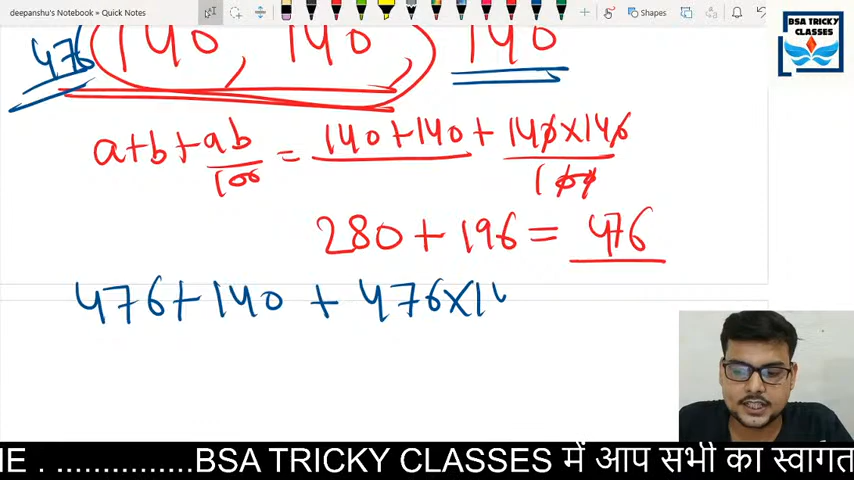 deepanshu's Notebook » Quick Notes
Shapes
BSA TRICKY
CLASSES
476 (140, 140,) 140
a+b+ab/100 = 140+140 + 140×140/100
280 + 196 = 476
476+140 + 476×14
E . ...............BSA TRICKY CLASSES में आप सभी का स्वागत